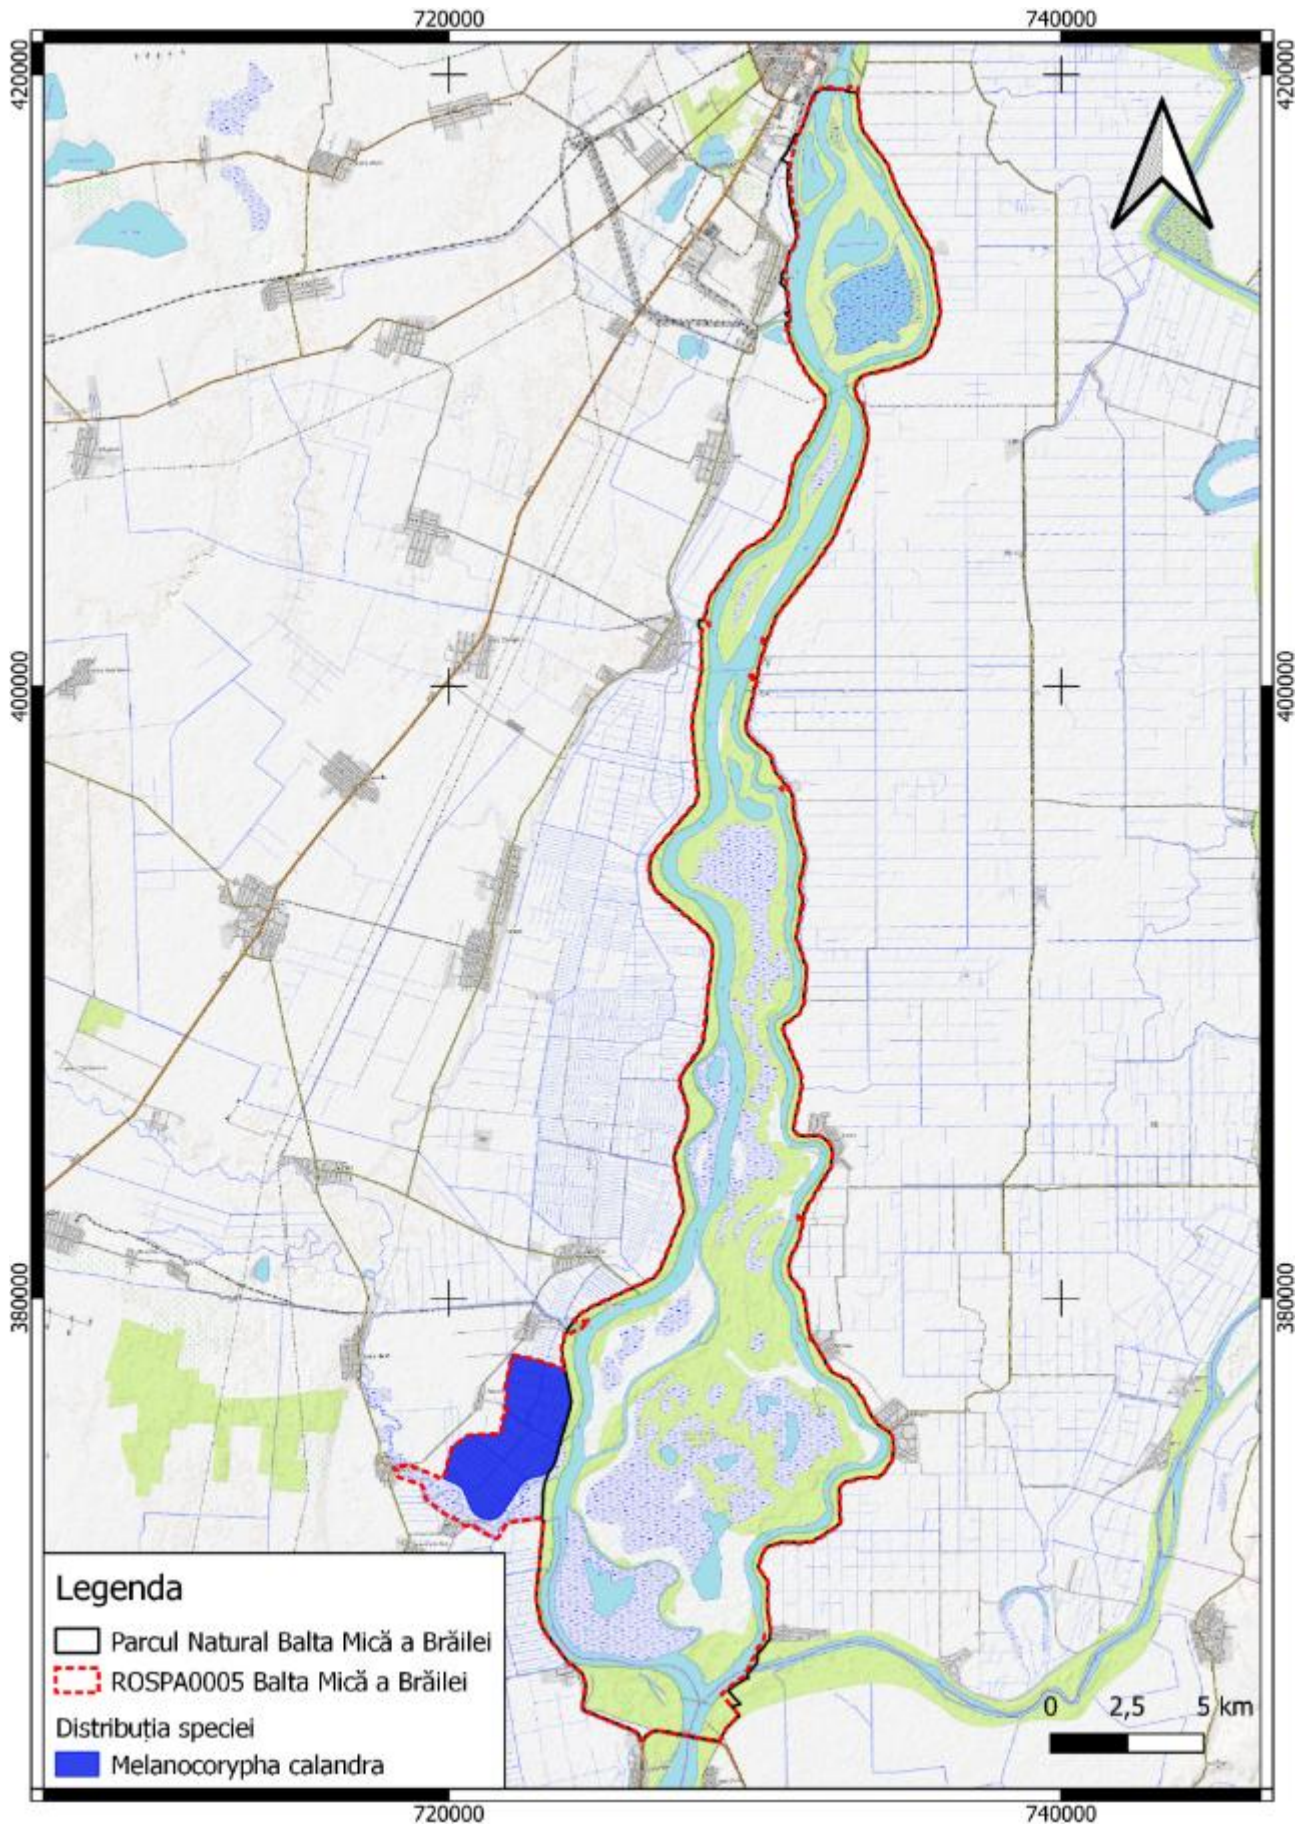 720000
740000
420000
420000
400000
400000
380000
380000
Legenda
Parcul Natural Balta Mică a Brăilei
ROSPA0005 Balta Mică a Brăilei
Distribuția speciei
Melanocorypha calandra
0 2,5 5 km
720000
740000